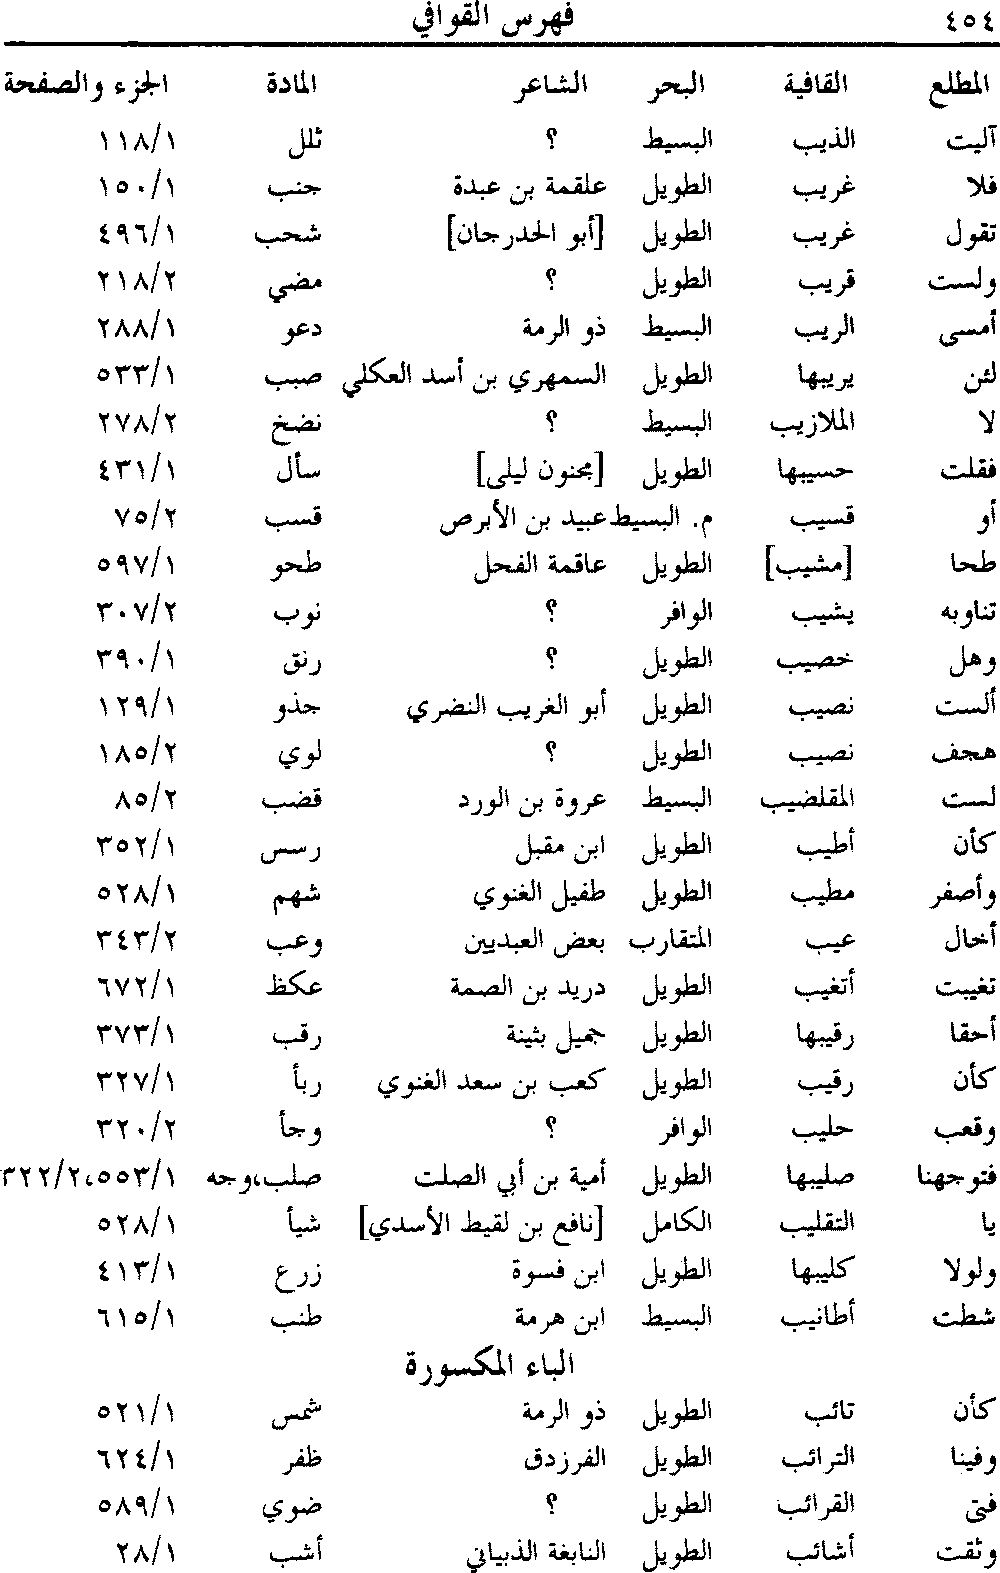 ٤٥٤ فهرس القوافي
المطلع القافية البحر الشاعر المادة الجزء والصفحة
آليت الذيب البسيط ؟ ثلل ١١٨/١
فلا غريب الطويل علقمة بن عبدة جنب ١٥٠/١
تقول غريب الطويل [أبو الحدرجان] شحب ٤٩٦/١
ولست قريب الطويل ؟ مضي ٢١٨/٢
أمسى الريب البسيط ذو الرمة دعو ٢٨٨/١
لئن يريبها الطويل السمهري بن أسد العكلي صبب ٥٣٣/١
لا الملازيب البسيط ؟ نضخ ٢٧٨/٢
فقلت حسيبها الطويل [مجنون ليلى] سأل ٤٣١/١
أو قسيب م. البسيط عبيد بن الأبرص قسب ٧٥/٢
طحا [مشيب] الطويل عاقمة الفحل طحو ٥٩٧/١
تناوبه يشيب الوافر ؟ نوب ٣٠٧/٢
وهل خصيب الطويل ؟ رنق ٣٩٠/١
ألست نصيب الطويل أبو الغريب النضري جذو ١٢٩/١
هجف نصيب الطويل ؟ لوي ١٨٥/٢
لست المقلضيب البسيط عروة بن الورد قضب ٨٥/٢
كأن أطيب الطويل ابن مقبل رسس ٣٥٢/١
وأصفر مطيب الطويل طفيل الغنوي شهم ٥٢٨/١
أخال عيب المتقارب بعض العبديين وعب ٣٤٣/٢
تغيبت أتغيب الطويل دريد بن الصمة عكظ ٦٧٢/١
أحقا رقيبها الطويل جميل بثينة رقب ٣٧٣/١
كأن رقيب الطويل كعب بن سعد الغنوي ربأ ٣٢٧/١
وقعب حليب الوافر ؟ وجأ ٣٢٠/٢
فتوجهنا صليبها الطويل أمية بن أبي الصلت صلب،وجه ٥٥٣/١،٣٢٢/٢
يا التقليب الكامل [نافع بن لقيط الأسدي] شيأ ٥٢٨/١
ولولا كليبها الطويل ابن فسوة زرع ٤١٣/١
شطت أطانيب البسيط ابن هرمة طنب ٦١٥/١
الباء المكسورة
كأن تائب الطويل ذو الرمة شمس ٥٢١/١
وفينا الترائب الطويل الفرزدق ظفر ٦٢٤/١
فتى القرائب الطويل ؟ ضوي ٥٨٩/١
وثقت أشائب الطويل النابغة الذبياني أشب ٢٨/١